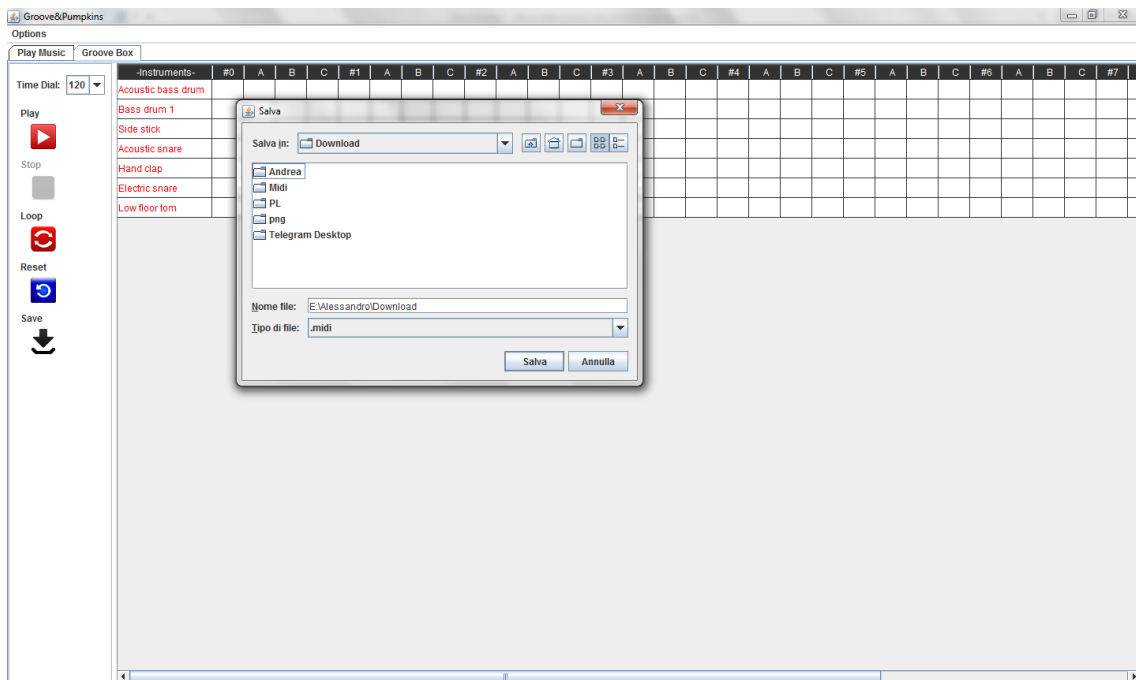 Groove&Pumpkins
Options
Play Music Groove Box
Time Dial: 120
-Instruments- #0 A B C #1 A B C #2 A B C #3 A B C #4 A B C #5 A B C #6 A B C #7
Acoustic bass drum
Bass drum 1
Side stick
Acoustic snare
Hand clap
Electric snare
Low floor tom
Play
Stop
Loop
Reset
Save
Salva
Salva in: Download
Andrea
Midi
PL
png
Telegram Desktop
Nome file: E:\Alessandro\Download
Tipo di file: .midi
Salva Annulla